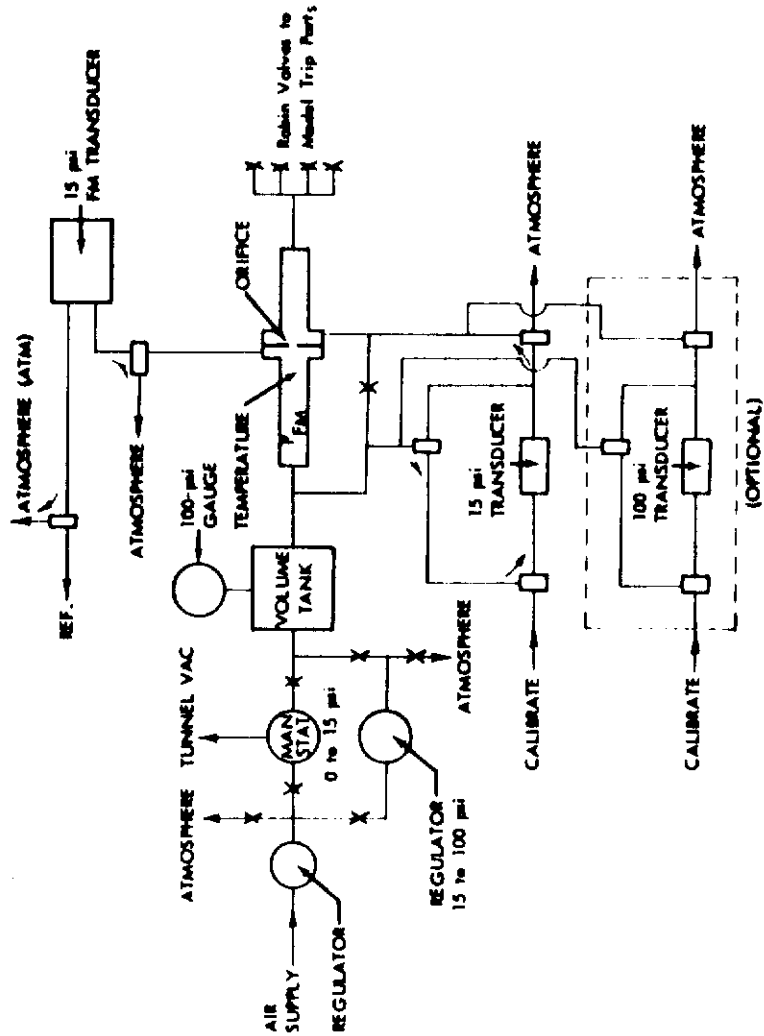 15 psi
FM TRANSDUCER
ATMOSPHERE (ATM)
REF.
ATMOSPHERE
Robin Valves to
Model Trip Ports
ORIFICE
TEMPERATURE
FM
100-psi
GAUGE
VOLUME
TANK
TUNNEL VAC
ATMOSPHERE
MAN
STAT
0 to 15 psi
AIR
SUPPLY
REGULATOR
REGULATOR
15 to 100 psi
ATMOSPHERE
CALIBRATE
15 psi
TRANSDUCER
ATMOSPHERE
CALIBRATE
100 psi
TRANSDUCER
ATMOSPHERE
(OPTIONAL)